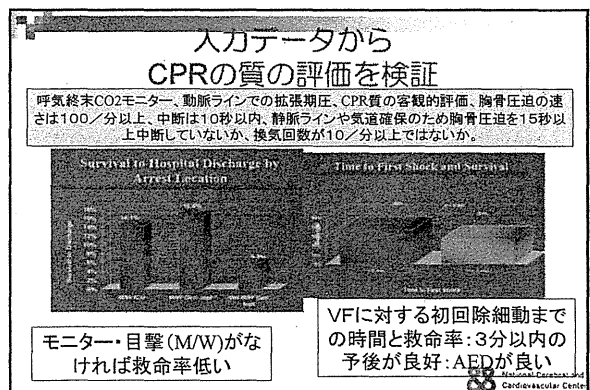 入力データから
CPRの質の評価を検証
呼気終末CO2モニター、動脈ラインでの拡張期圧、CPR質の客観的評価、胸骨圧迫の速
さは100／分以上、中断は10秒以内、静脈ラインや気道確保のため胸骨圧迫を15秒以
上中断していないか、換気回数が10／分以上ではないか。
Survival to Hospital Discharge by
Arrest Location
Survival to Discharge
Time to First Shock and Survival
Time to First Shock
モニター・目撃(M/W)がな
ければ救命率低い
VFに対する初回除細動まで
の時間と救命率：3分以内の
予後が良好：AEDが良い
National Cerebral and
Cardiovascular Center